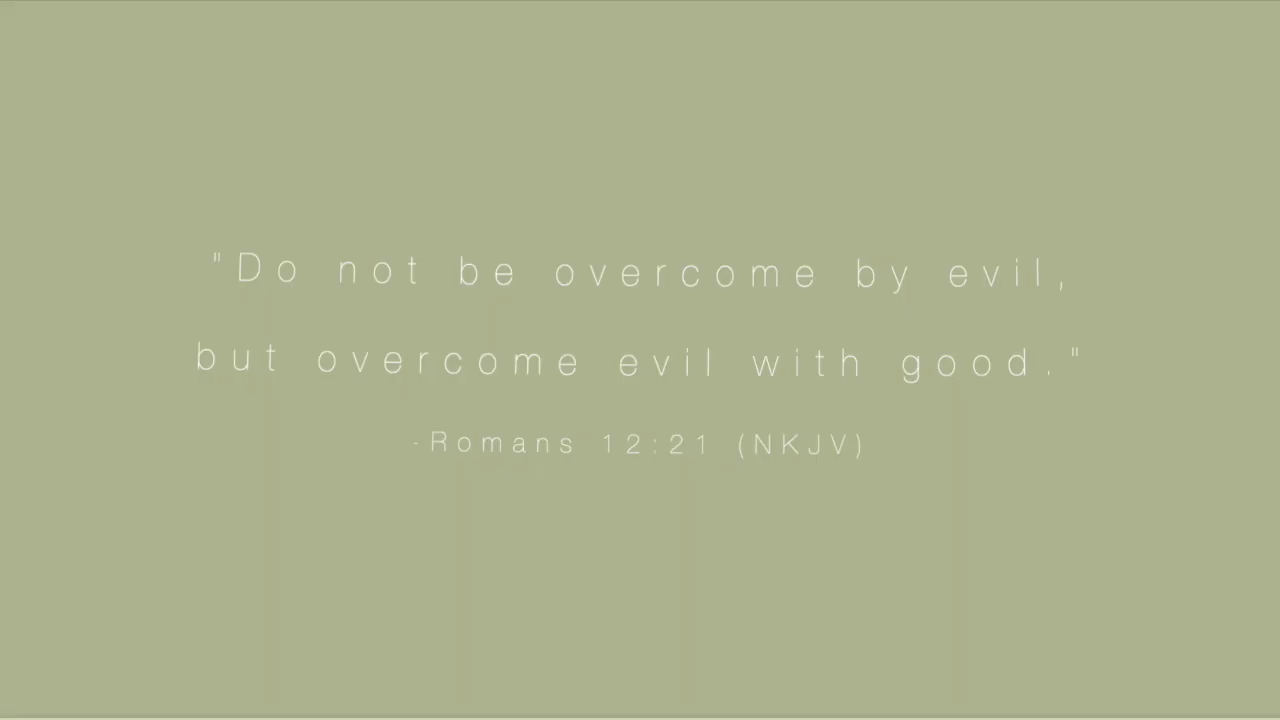 "Do not be overcome by evil,
but overcome evil with good."
-Romans 12:21 (NKJV)